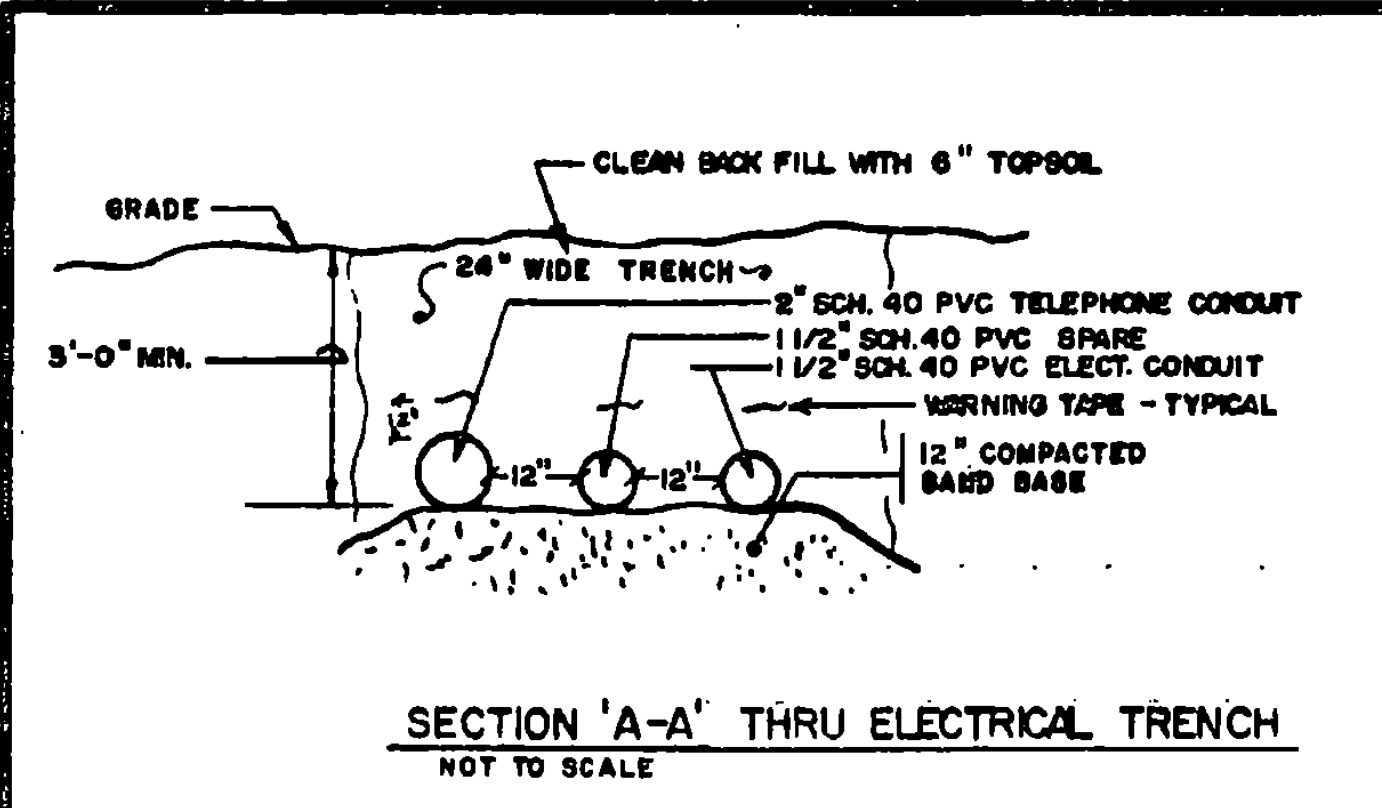 CLEAN BACK FILL WITH 6" TOPSOIL
GRADE
24" WIDE TRENCH
2" SCH. 40 PVC TELEPHONE CONDUIT
1 1/2" SCH. 40 PVC SPARE
3'-0" MIN.
1 1/2" SCH. 40 PVC ELECT. CONDUIT
WARNING TAPE - TYPICAL
12"
12" COMPACTED
SAND BASE
12"
12"
SECTION 'A-A' THRU ELECTRICAL TRENCH
NOT TO SCALE